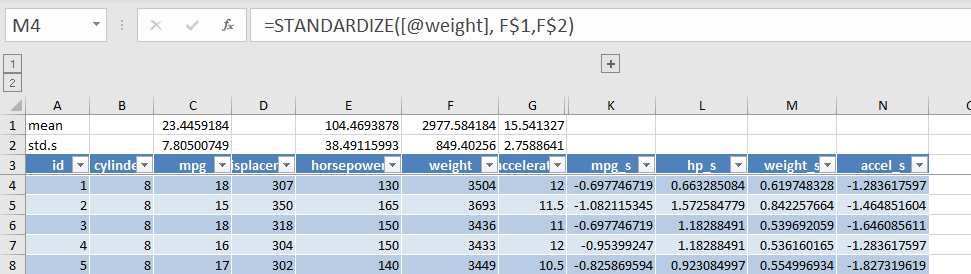 M4 fx =STANDARDIZE([@weight], F$1,F$2)
1
2
A B C D E F G K L M N
1 mean 23.4459184 104.4693878 2977.584184 15.541327
2 std.s 7.80500749 38.49115993 849.40256 2.7588641
3 id cylinde mpg isplacer horsepowe weight accelerat mpg_s hp_s weight_s accel_s
4 1 8 18 307 130 3504 12 -0.697746719 0.663285084 0.619748328 -1.283617597
5 2 8 15 350 165 3693 11.5 -1.082115345 1.572584779 0.842257664 -1.464851604
6 3 8 18 318 150 3436 11 -0.697746719 1.18288491 0.539692059 -1.646085611
7 4 8 16 304 150 3433 12 -0.95399247 1.18288491 0.536160165 -1.283617597
8 5 8 17 302 140 3449 10.5 -0.825869594 0.923084997 0.554996934 -1.827319619